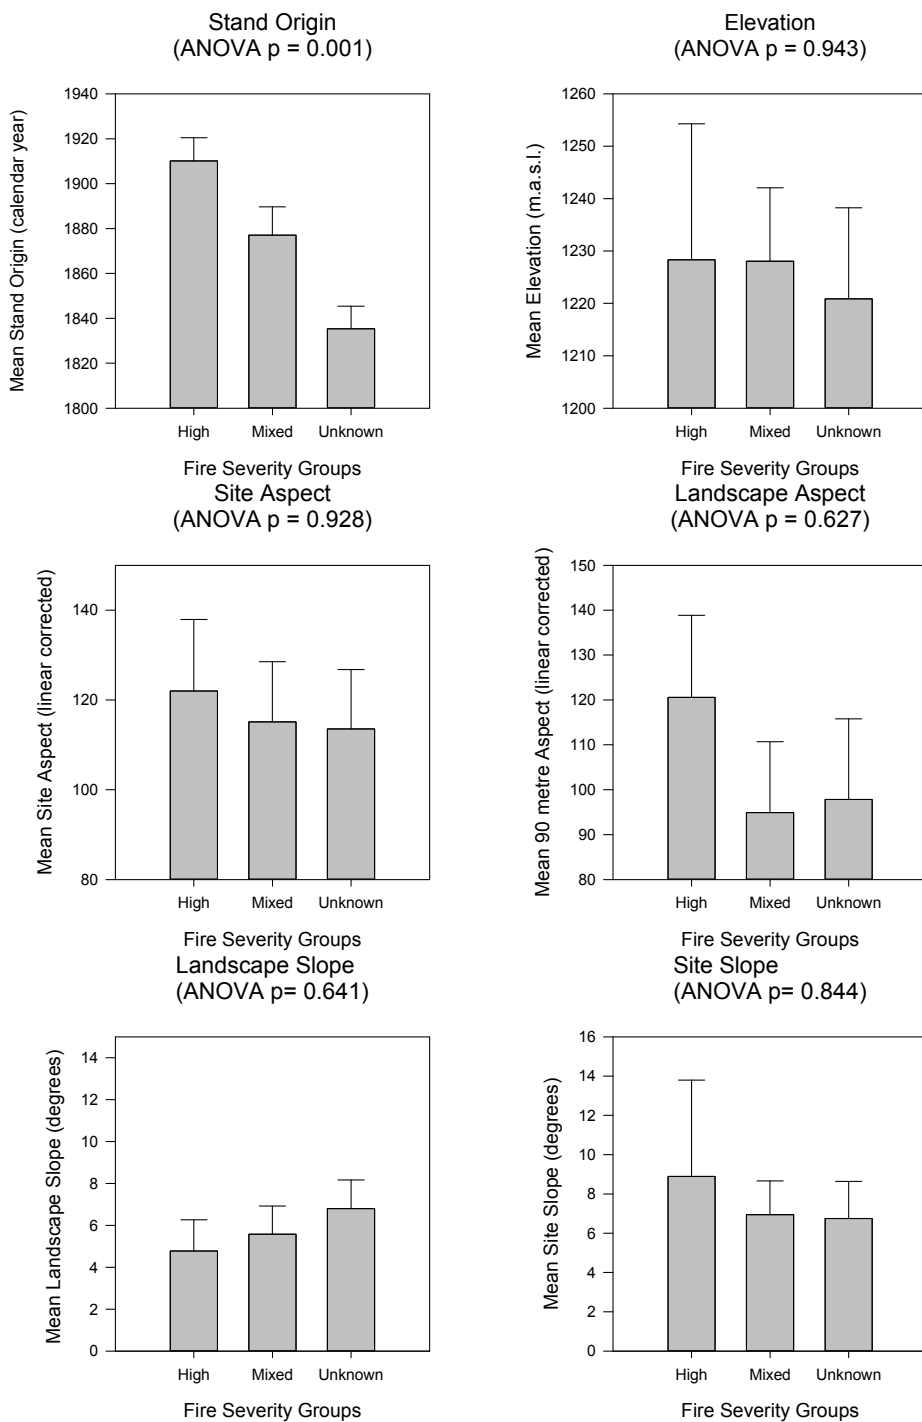 Stand Origin
(ANOVA p = 0.001)
Mean Stand Origin (calendar year)
1940
1920
1900
1880
1860
1840
1820
1800
High Mixed Unknown
Fire Severity Groups
Elevation
(ANOVA p = 0.943)
Mean Elevation (m.a.s.l.)
1260
1250
1240
1230
1220
1210
1200
High Mixed Unknown
Fire Severity Groups
Site Aspect
(ANOVA p = 0.928)
Mean Site Aspect (linear corrected)
140
120
100
80
High Mixed Unknown
Fire Severity Groups
Landscape Aspect
(ANOVA p = 0.627)
Mean 90 metre Aspect (linear corrected)
150
140
130
120
110
100
90
80
High Mixed Unknown
Fire Severity Groups
Landscape Slope
(ANOVA p= 0.641)
Mean Landscape Slope (degrees)
14
12
10
8
6
4
2
0
High Mixed Unknown
Fire Severity Groups
Site Slope
(ANOVA p= 0.844)
Mean Site Slope (degrees)
16
14
12
10
8
6
4
2
0
High Mixed Unknown
Fire Severity Groups